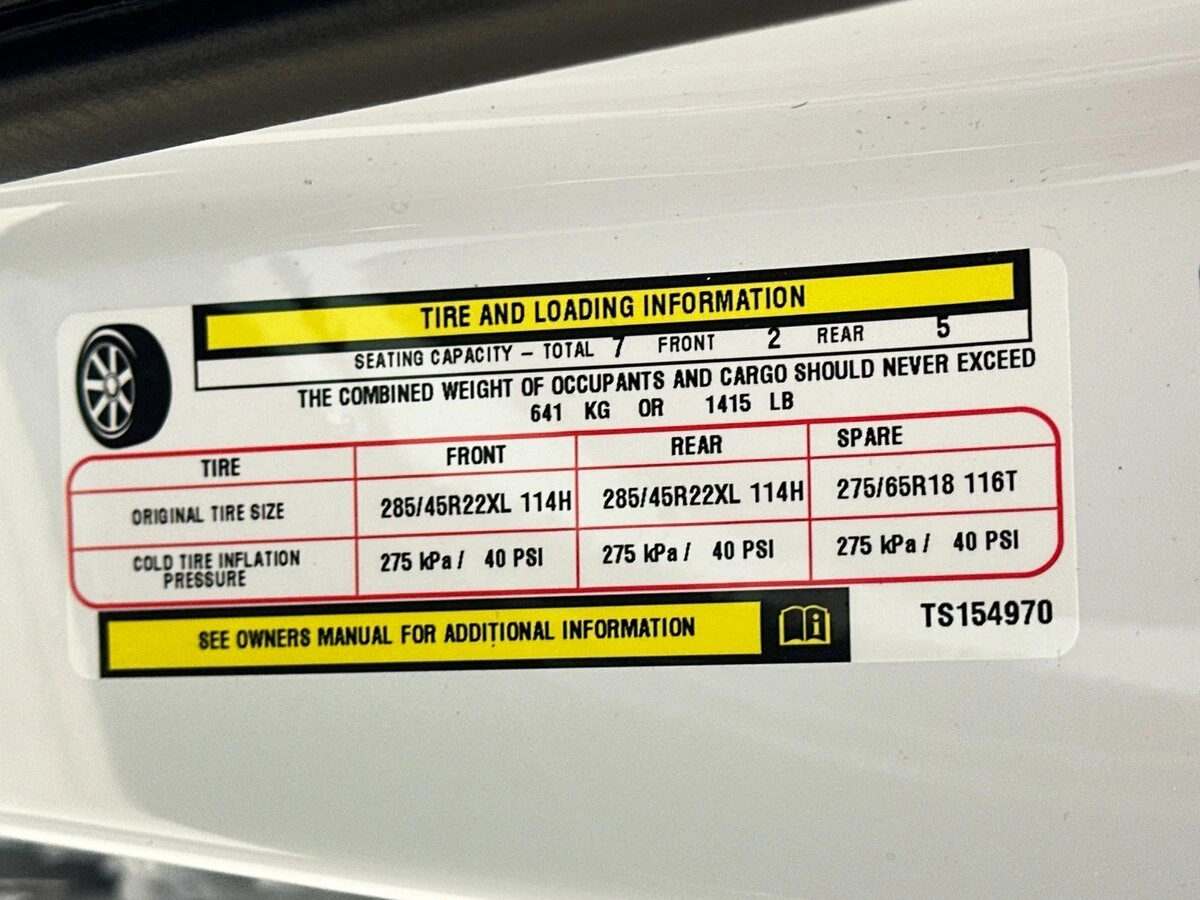 TIRE AND LOADING INFORMATION
SEATING CAPACITY – TOTAL 7 FRONT 2 REAR 5
THE COMBINED WEIGHT OF OCCUPANTS AND CARGO SHOULD NEVER EXCEED
641 KG OR 1415 LB
TIRE FRONT REAR SPARE
ORIGINAL TIRE SIZE 285/45R22XL 114H 285/45R22XL 114H 275/65R18 116T
COLD TIRE INFLATION PRESSURE 275 kPa / 40 PSI 275 kPa / 40 PSI 275 kPa / 40 PSI
SEE OWNERS MANUAL FOR ADDITIONAL INFORMATION
TS154970